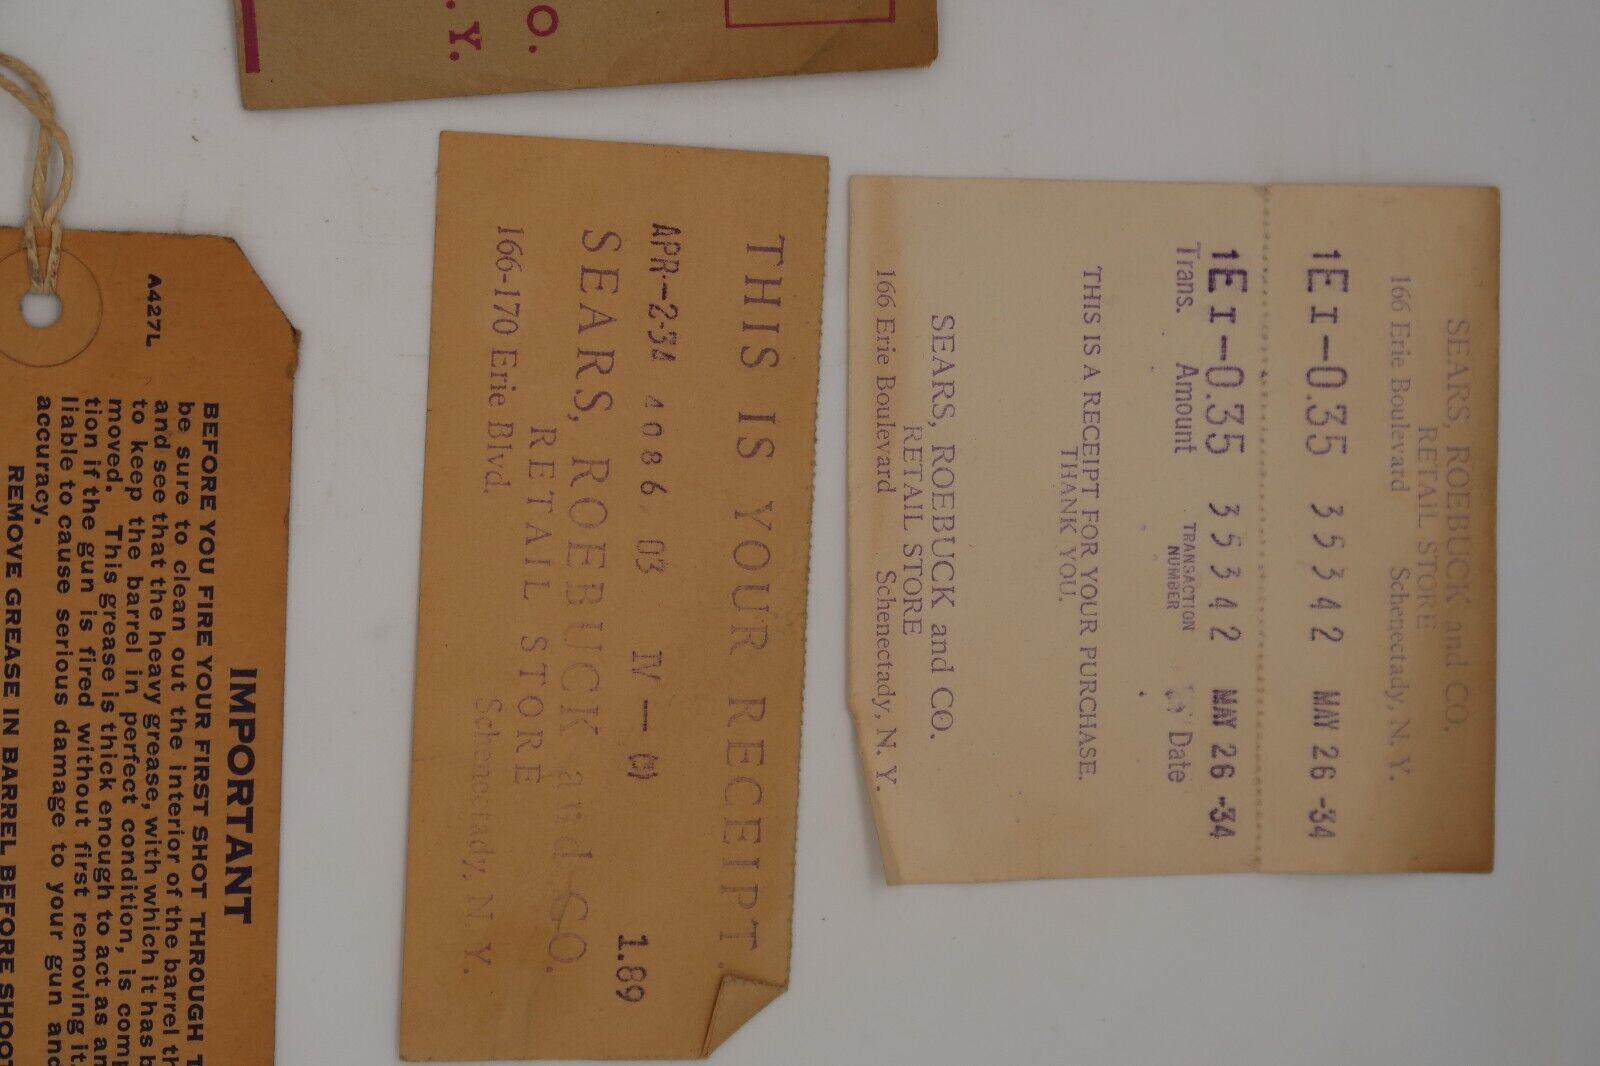 O.
.Y.
A427L
IMPORTANT
BEFORE YOU FIRE YOUR FIRST SHOT THROUGH
be sure to clean out the interior of the barrel
and see that the heavy grease, with which it has
to keep the barrel in perfect condition, is
moved. This grease is thick enough to act as
tion if the gun is fired without first removing it,
liable to cause serious damage to your gun and
accuracy.
REMOVE GREASE IN BARREL BEFORE
THIS IS YOUR RECEIPT.
APR-2-34 4086.03 IV-(5) 1.89
SEARS, ROEBUCK and CO.
RETAIL STORE
166-170 Erie Blvd. Schenectady, N. Y.
SEARS, ROEBUCK and CO.
RETAIL STORE
166 Erie Boulevard Schenectady, N. Y.
1EI-0.35 35342 MAY 26-34
1EI-0.35 35342 MAY 26-34
Trans. Amount TRANSACTION NUMBER Date
THIS IS A RECEIPT FOR YOUR PURCHASE.
THANK YOU.
SEARS, ROEBUCK and CO.
RETAIL STORE
166 Erie Boulevard Schenectady, N. Y.